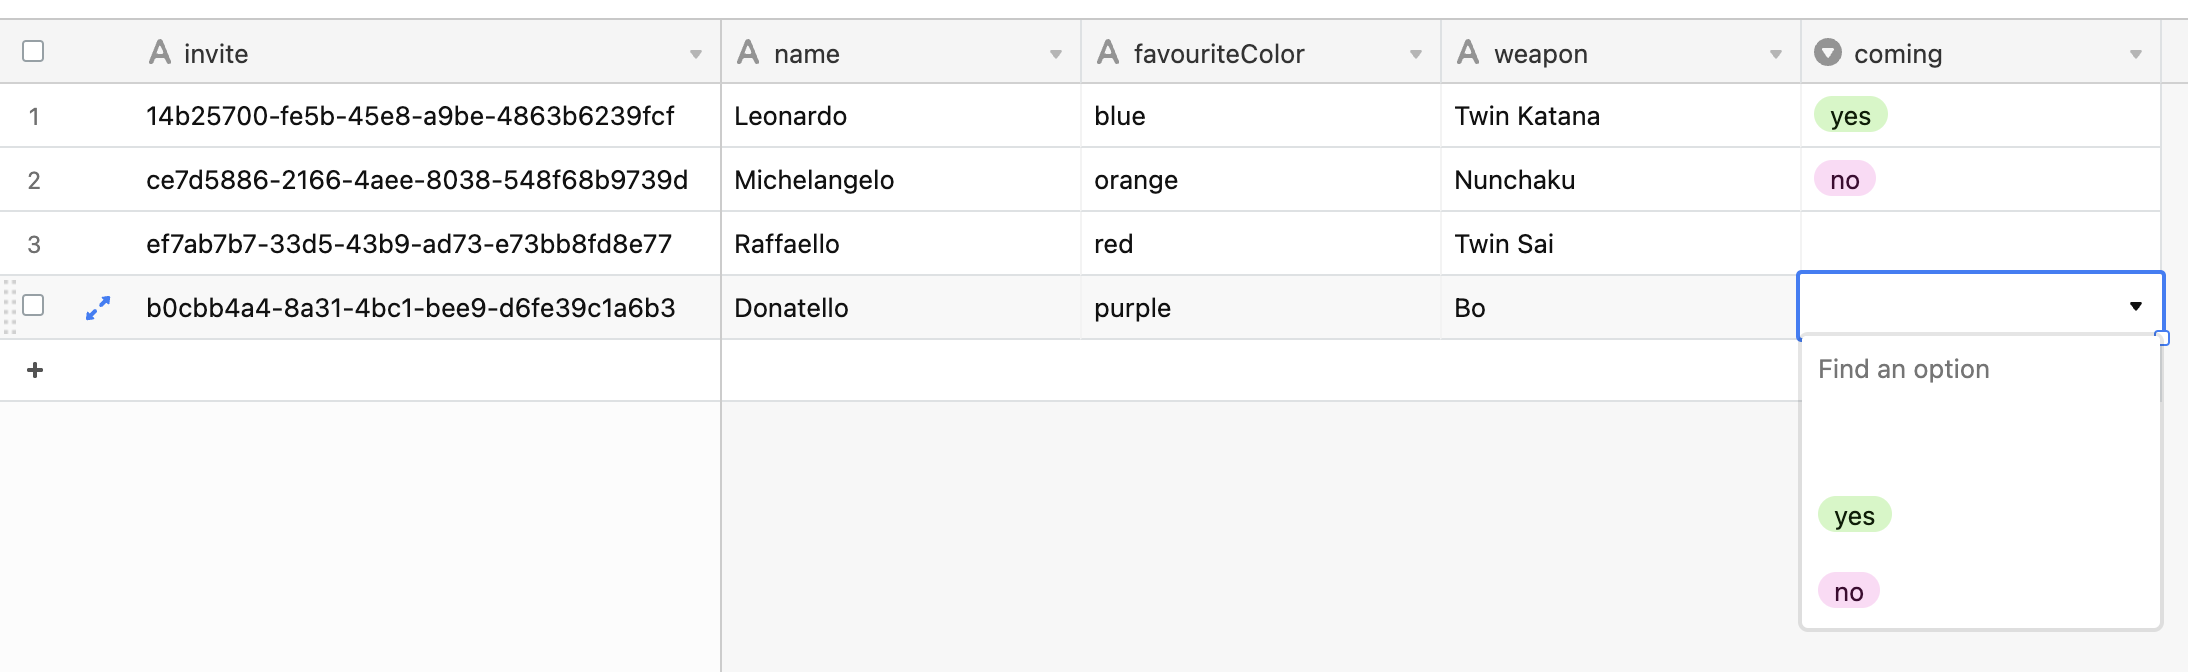 invite name favouriteColor weapon coming
1 14b25700-fe5b-45e8-a9be-4863b6239fcf Leonardo blue Twin Katana yes
2 ce7d5886-2166-4aee-8038-548f68b9739d Michelangelo orange Nunchaku no
3 ef7ab7b7-33d5-43b9-ad73-e73bb8fd8e77 Raffaello red Twin Sai
b0cbb4a4-8a31-4bc1-bee9-d6fe39c1a6b3 Donatello purple Bo
Find an option
yes
no